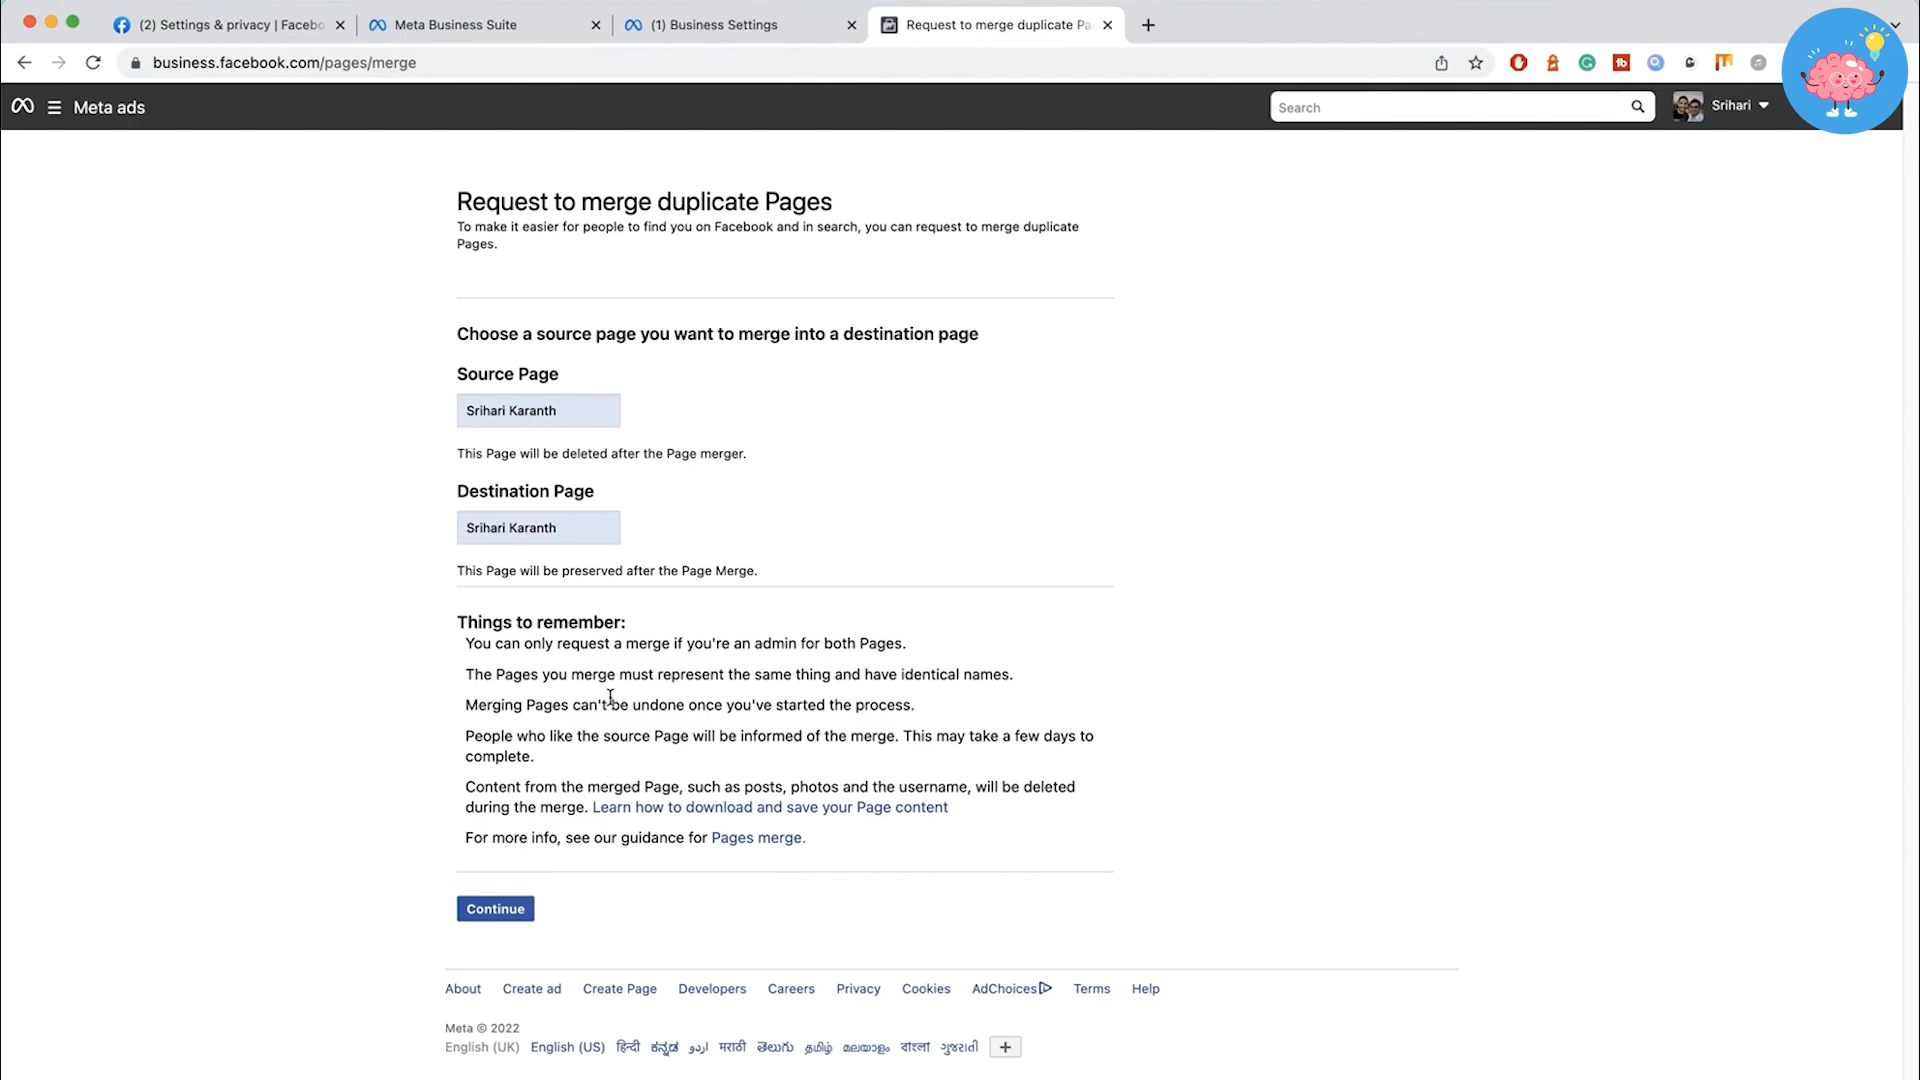 (2) Settings & privacy | Facebo
Meta Business Suite
(1) Business Settings
Request to merge duplicate Pa
business.facebook.com/pages/merge
Meta ads
Search
Srihari
Request to merge duplicate Pages
To make it easier for people to find you on Facebook and in search, you can request to merge duplicate
Pages.
Choose a source page you want to merge into a destination page
Source Page
Srihari Karanth
This Page will be deleted after the Page merger.
Destination Page
Srihari Karanth
This Page will be preserved after the Page Merge.
Things to remember:
You can only request a merge if you're an admin for both Pages.
The Pages you merge must represent the same thing and have identical names.
Merging Pages can't be undone once you've started the process.
People who like the source Page will be informed of the merge. This may take a few days to
complete.
Content from the merged Page, such as posts, photos and the username, will be deleted
during the merge. Learn how to download and save your Page content
For more info, see our guidance for Pages merge.
Continue
About Create ad Create Page Developers Careers Privacy Cookies AdChoices Terms Help
Meta © 2022
English (UK) English (US) हिन्दी ಕನ್ನಡ اردو मराठी తెలుగు தமிழ் മലയാളം বাংলা ગુજરાતી +